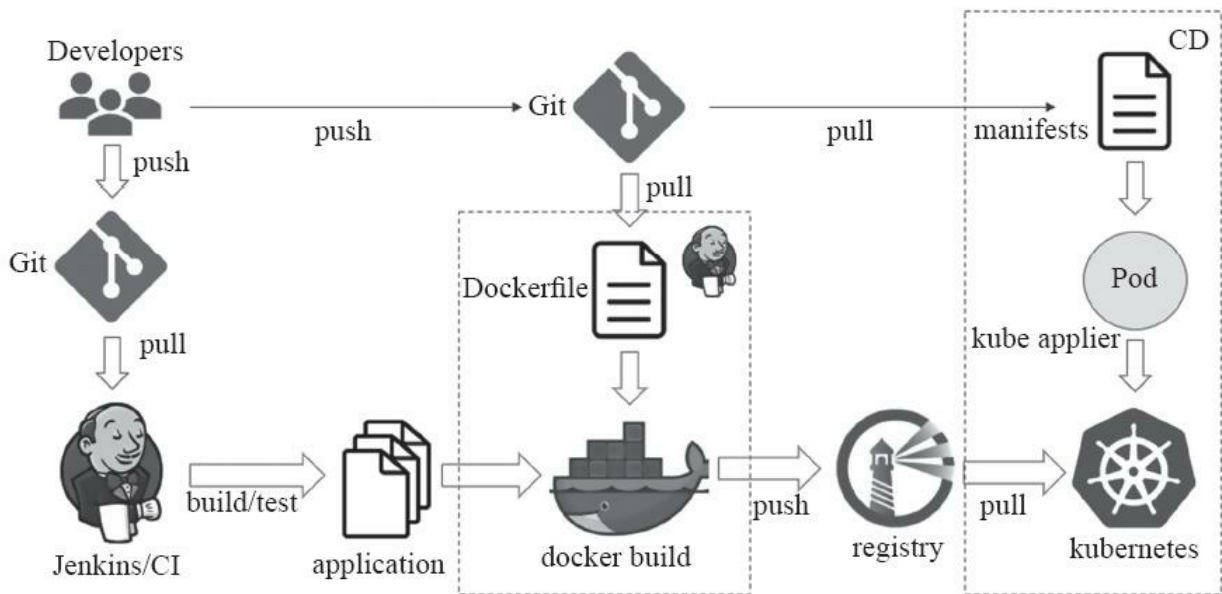 Developers
CD
Git
push
pull
manifests
push
pull
Git
Dockerfile
Pod
pull
kube applier
build/test
push
pull
Jenkins/CI
application
docker build
registry
kubernetes